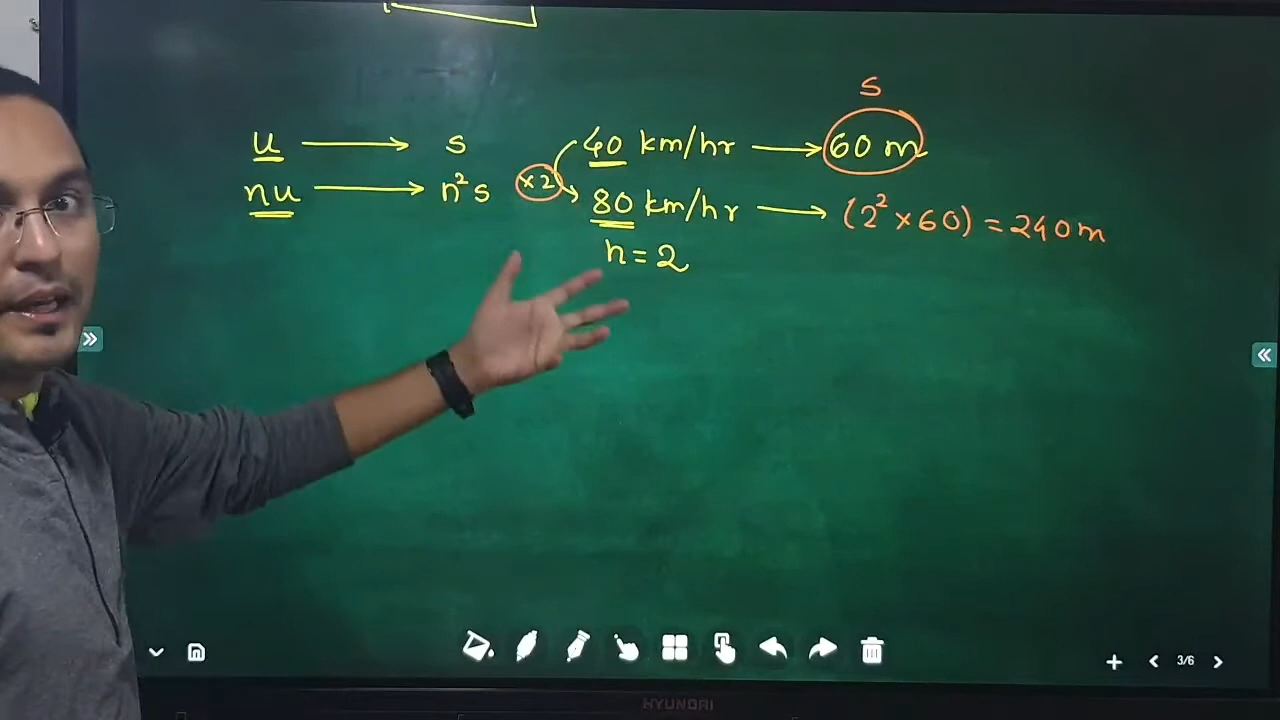 s
u → s 40 km/hr → 60 m
nu → n²s ×2 80 km/hr → (2² × 60) = 240 m
n = 2
3/6
HYUNDAI